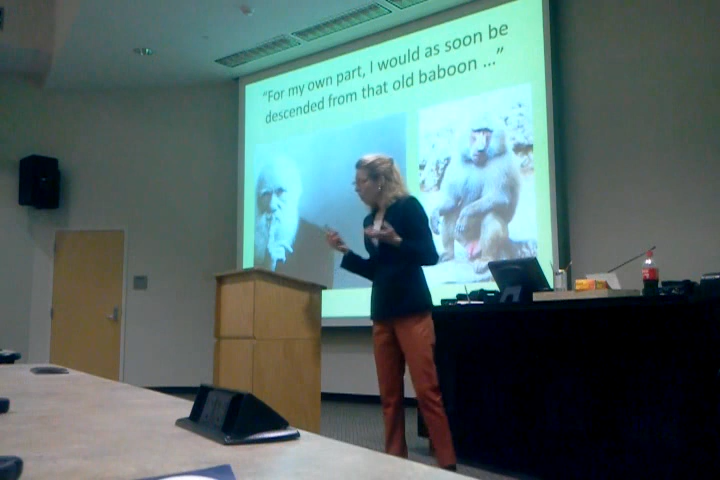 "For my own part, I would as soon be
descended from that old baboon ..."